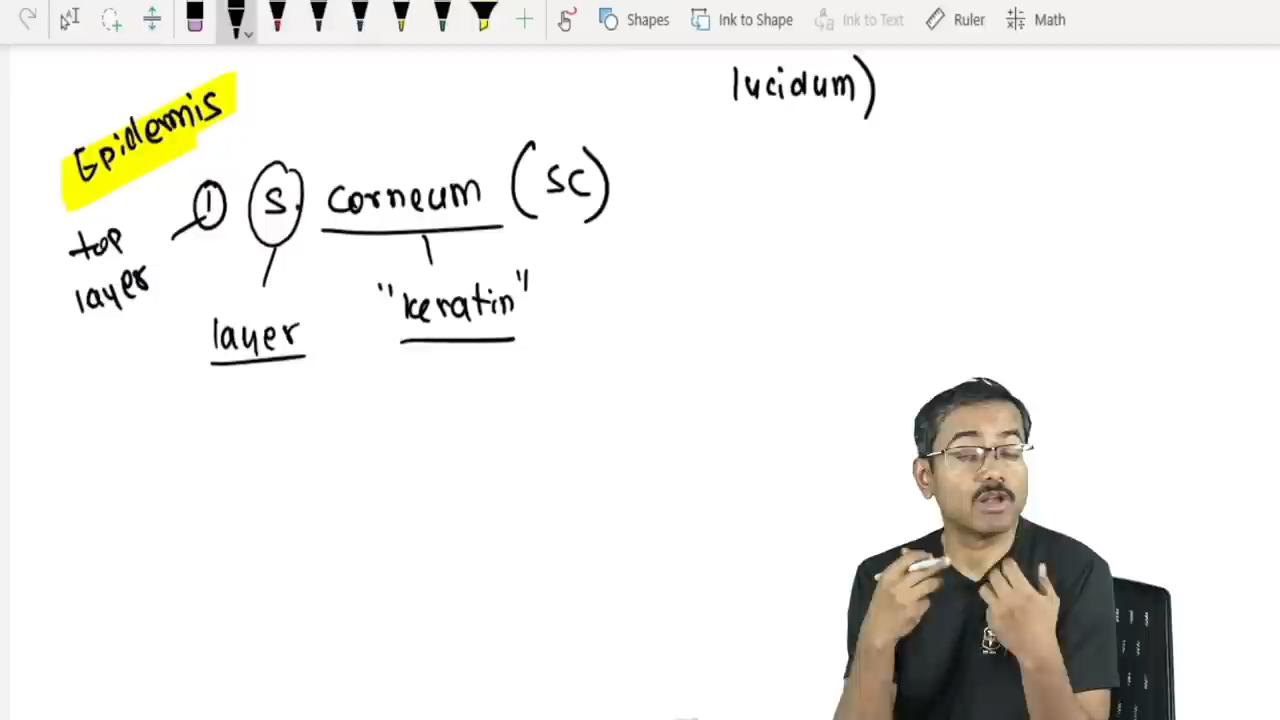 Shapes
Ink to Shape
Ink to Text
Ruler
Math
lucidum)
Epidermis
① S. corneum (SC)
top
layer
layer
"keratin"